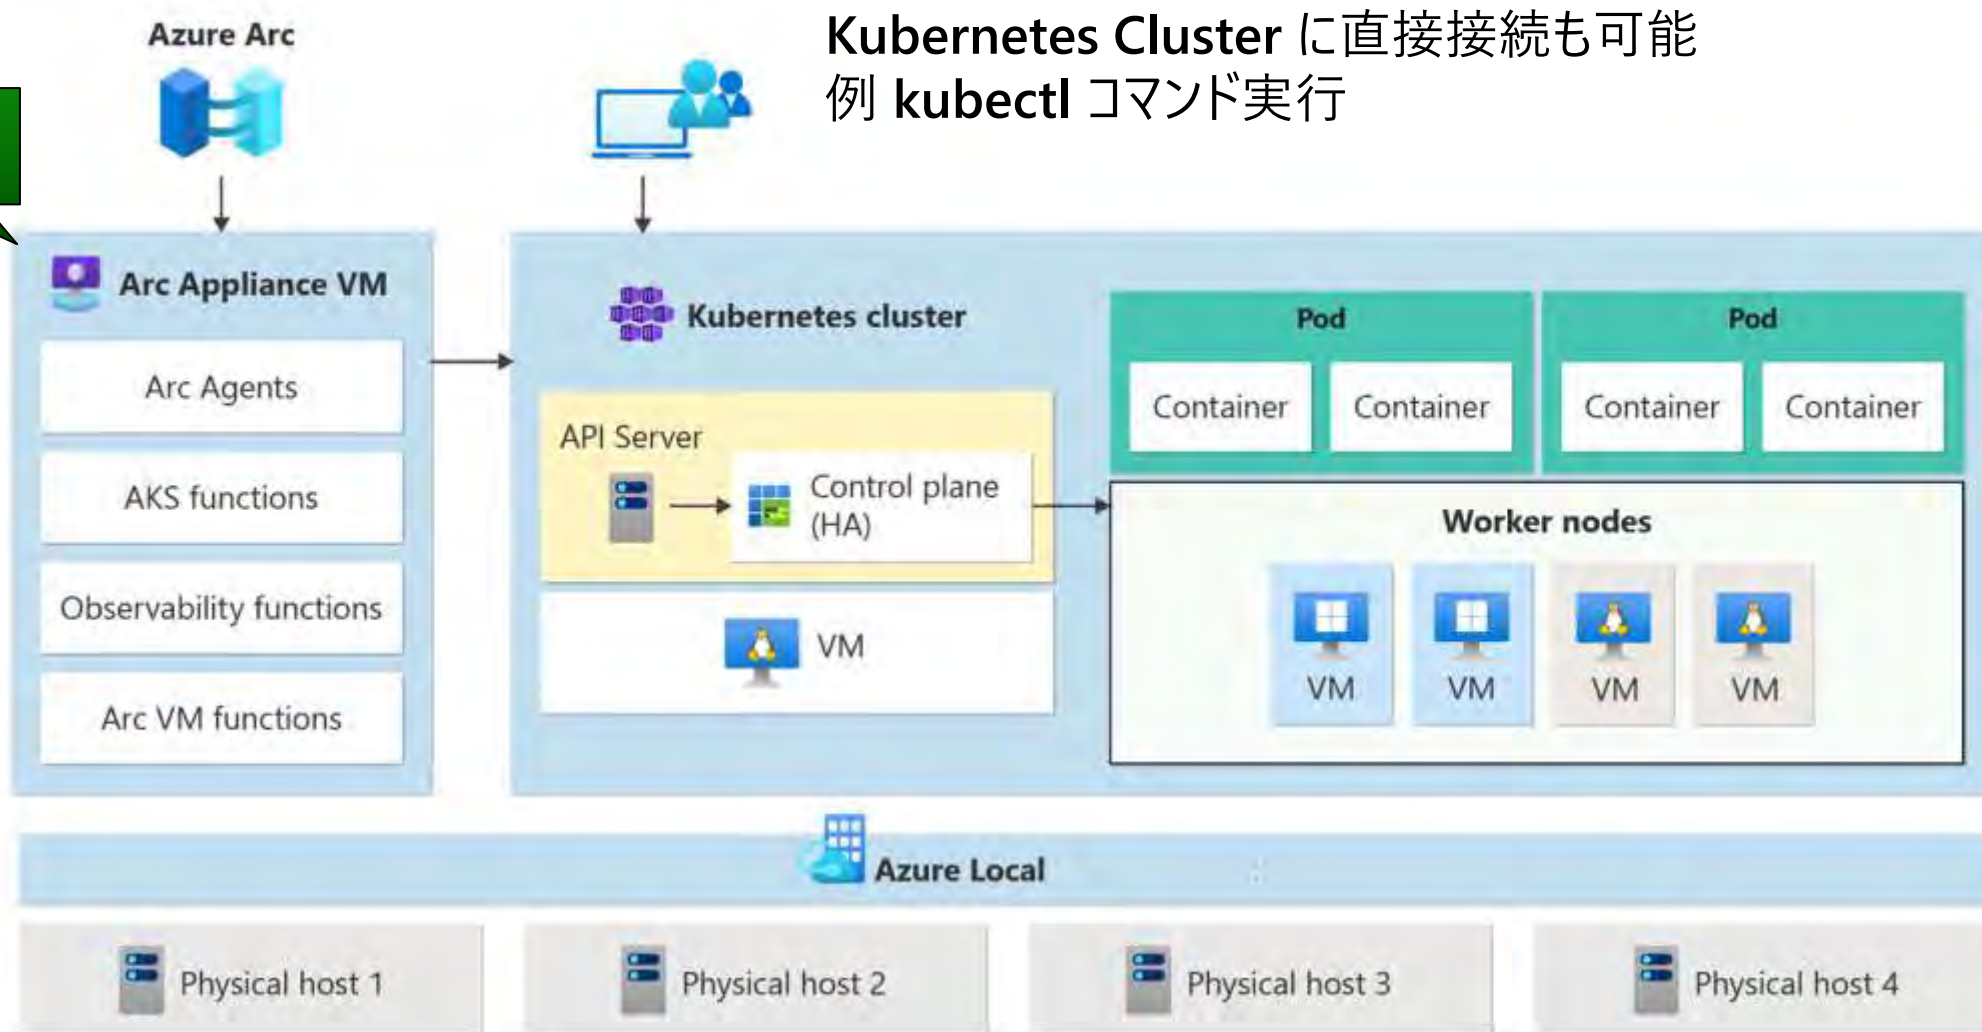 Azure Arc
Kubernetes Cluster に直接接続も可能
例 kubectl コマンド実行
Arc Appliance VM
Arc Agents
AKS functions
Observability functions
Arc VM functions
Kubernetes cluster
API Server
Control plane
(HA)
VM
Pod
Container
Container
Pod
Container
Container
Worker nodes
VM
VM
VM
VM
Azure Local
Physical host 1
Physical host 2
Physical host 3
Physical host 4